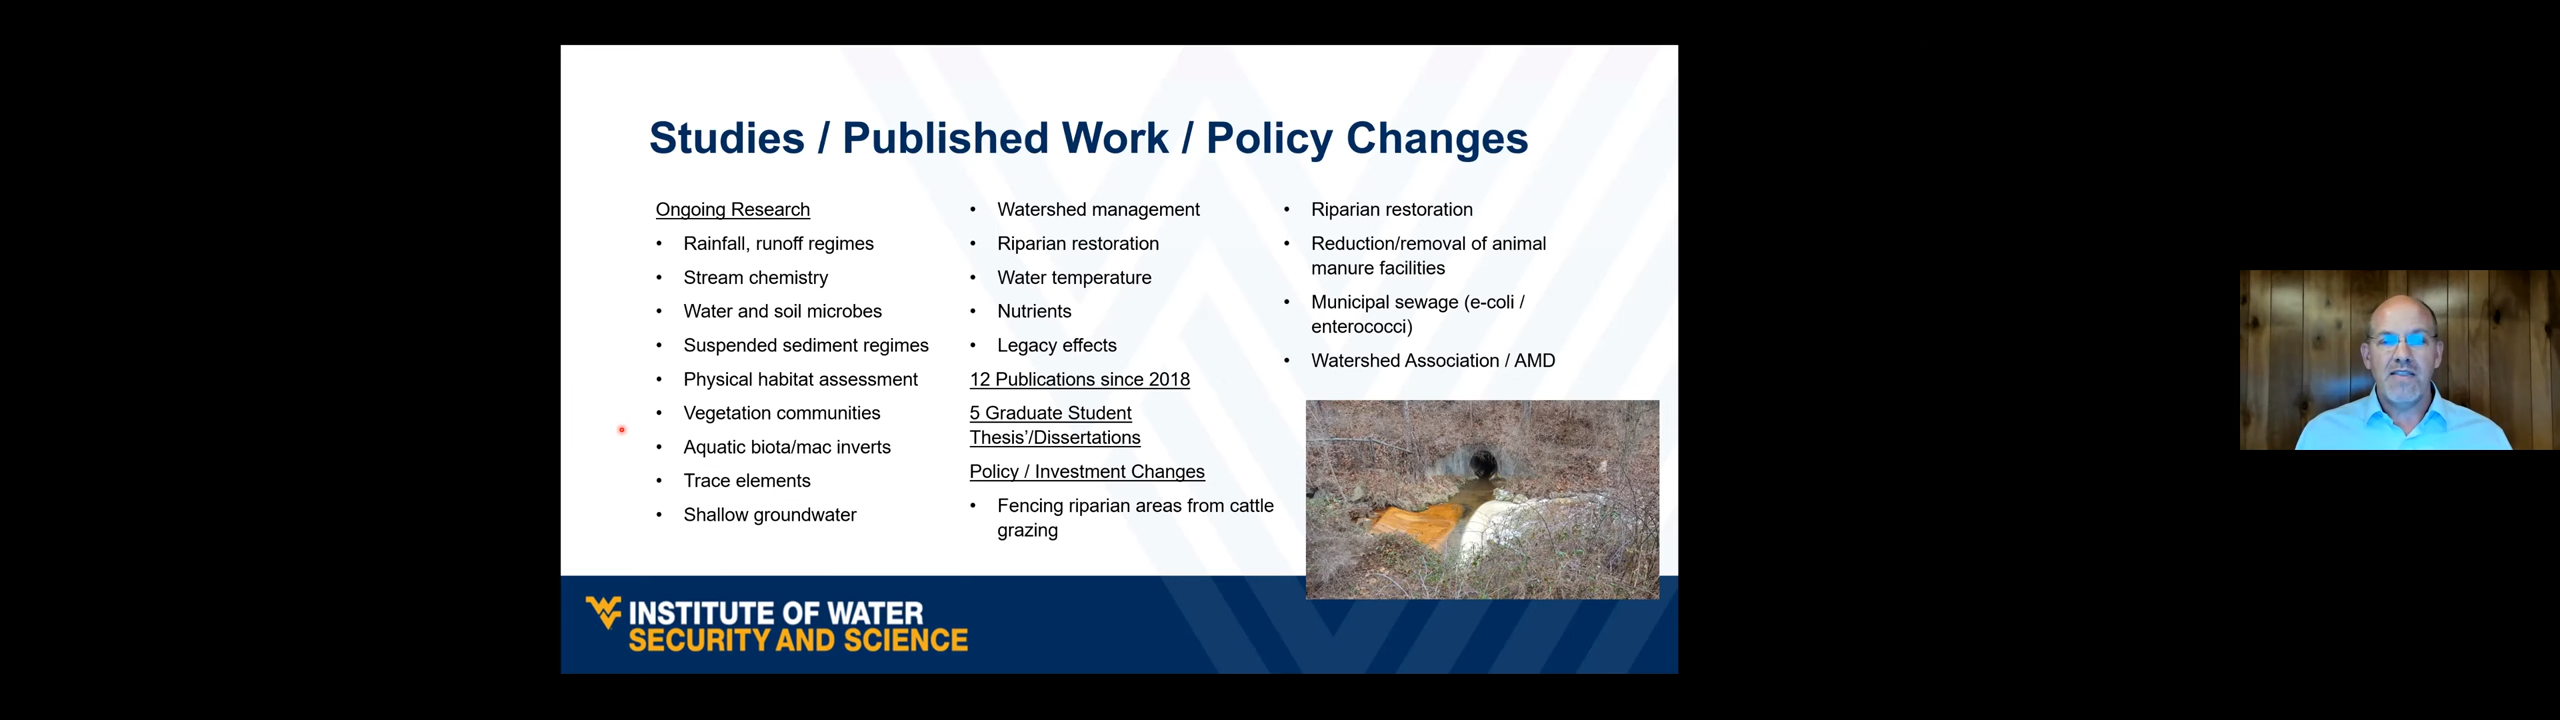 Studies / Published Work / Policy Changes
Ongoing Research
• Rainfall, runoff regimes
• Stream chemistry
• Water and soil microbes
• Suspended sediment regimes
• Physical habitat assessment
• Vegetation communities
• Aquatic biota/mac inverts
• Trace elements
• Shallow groundwater
• Watershed management
• Riparian restoration
• Water temperature
• Nutrients
• Legacy effects
12 Publications since 2018
5 Graduate Student
Thesis’/Dissertations
Policy / Investment Changes
• Fencing riparian areas from cattle
grazing
• Riparian restoration
• Reduction/removal of animal
manure facilities
• Municipal sewage (e-coli /
enterococci)
• Watershed Association / AMD
INSTITUTE OF WATER
SECURITY AND SCIENCE